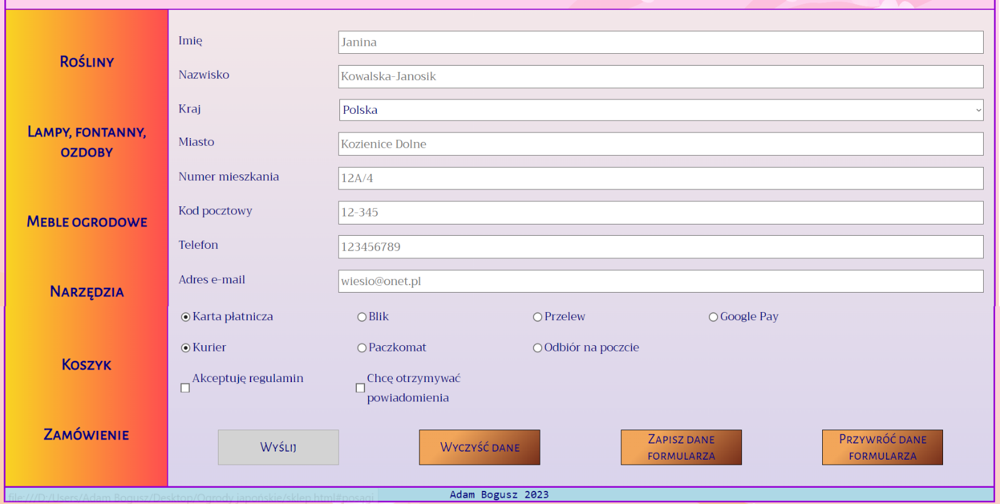 Rośliny
Lampy, fontanny,
ozdoby
Meble ogrodowe
Narzędzia
Koszyk
Zamówienie
Imię
Janina
Nazwisko
Kowalska-Janosik
Kraj
Polska
Miasto
Kozienice Dolne
Numer mieszkania
12A/4
Kod pocztowy
12-345
Telefon
123456789
Adres e-mail
wiesio@onet.pl
Karta płatnicza Blik Przelew Google Pay
Kurier Paczkomat Odbiór na poczcie
Akceptuję regulamin
Chcę otrzymywać
powiadomienia
Wyślij
Wyczyść dane
Zapisz dane
formularza
Przywróć dane
formularza
file:///D:/Users/Adam Bogusz/Desktop/Ogrody japońskie/sklep.html#posagi
Adam Bogusz 2023